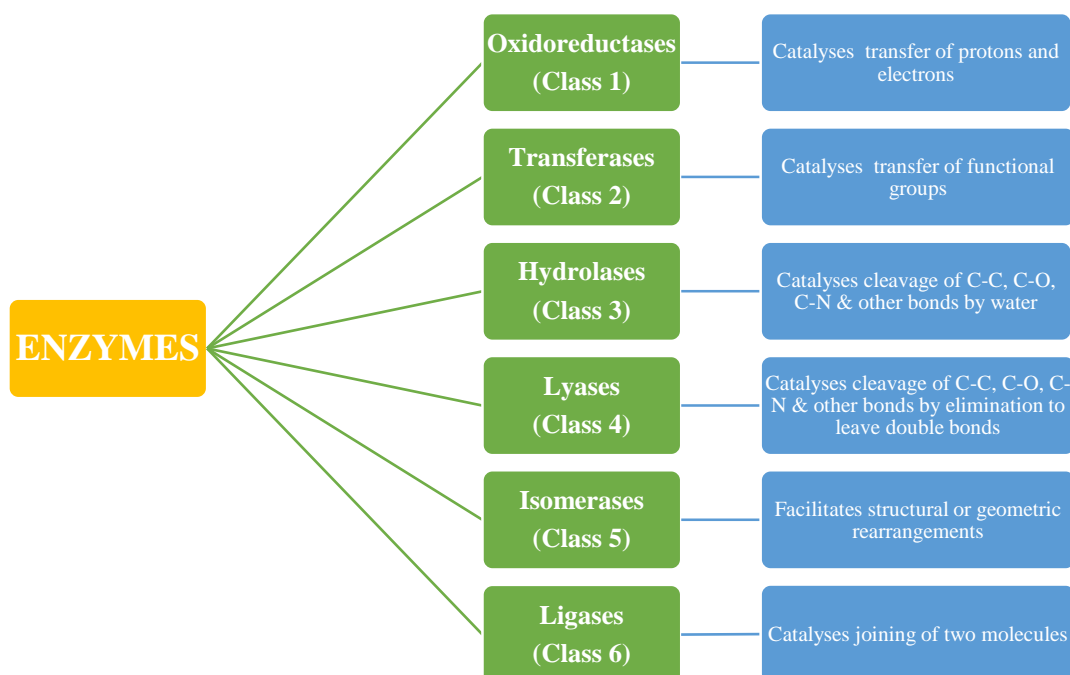 ENZYMES
Oxidoreductases
(Class 1)
Catalyses transfer of protons and
electrons
Transferases
(Class 2)
Catalyses transfer of functional
groups
Hydrolases
(Class 3)
Catalyses cleavage of C-C, C-O,
C-N & other bonds by water
Lyases
(Class 4)
Catalyses cleavage of C-C, C-O, C-
N & other bonds by elimination to
leave double bonds
Isomerases
(Class 5)
Facilitates structural or geometric
rearrangements
Ligases
(Class 6)
Catalyses joining of two molecules